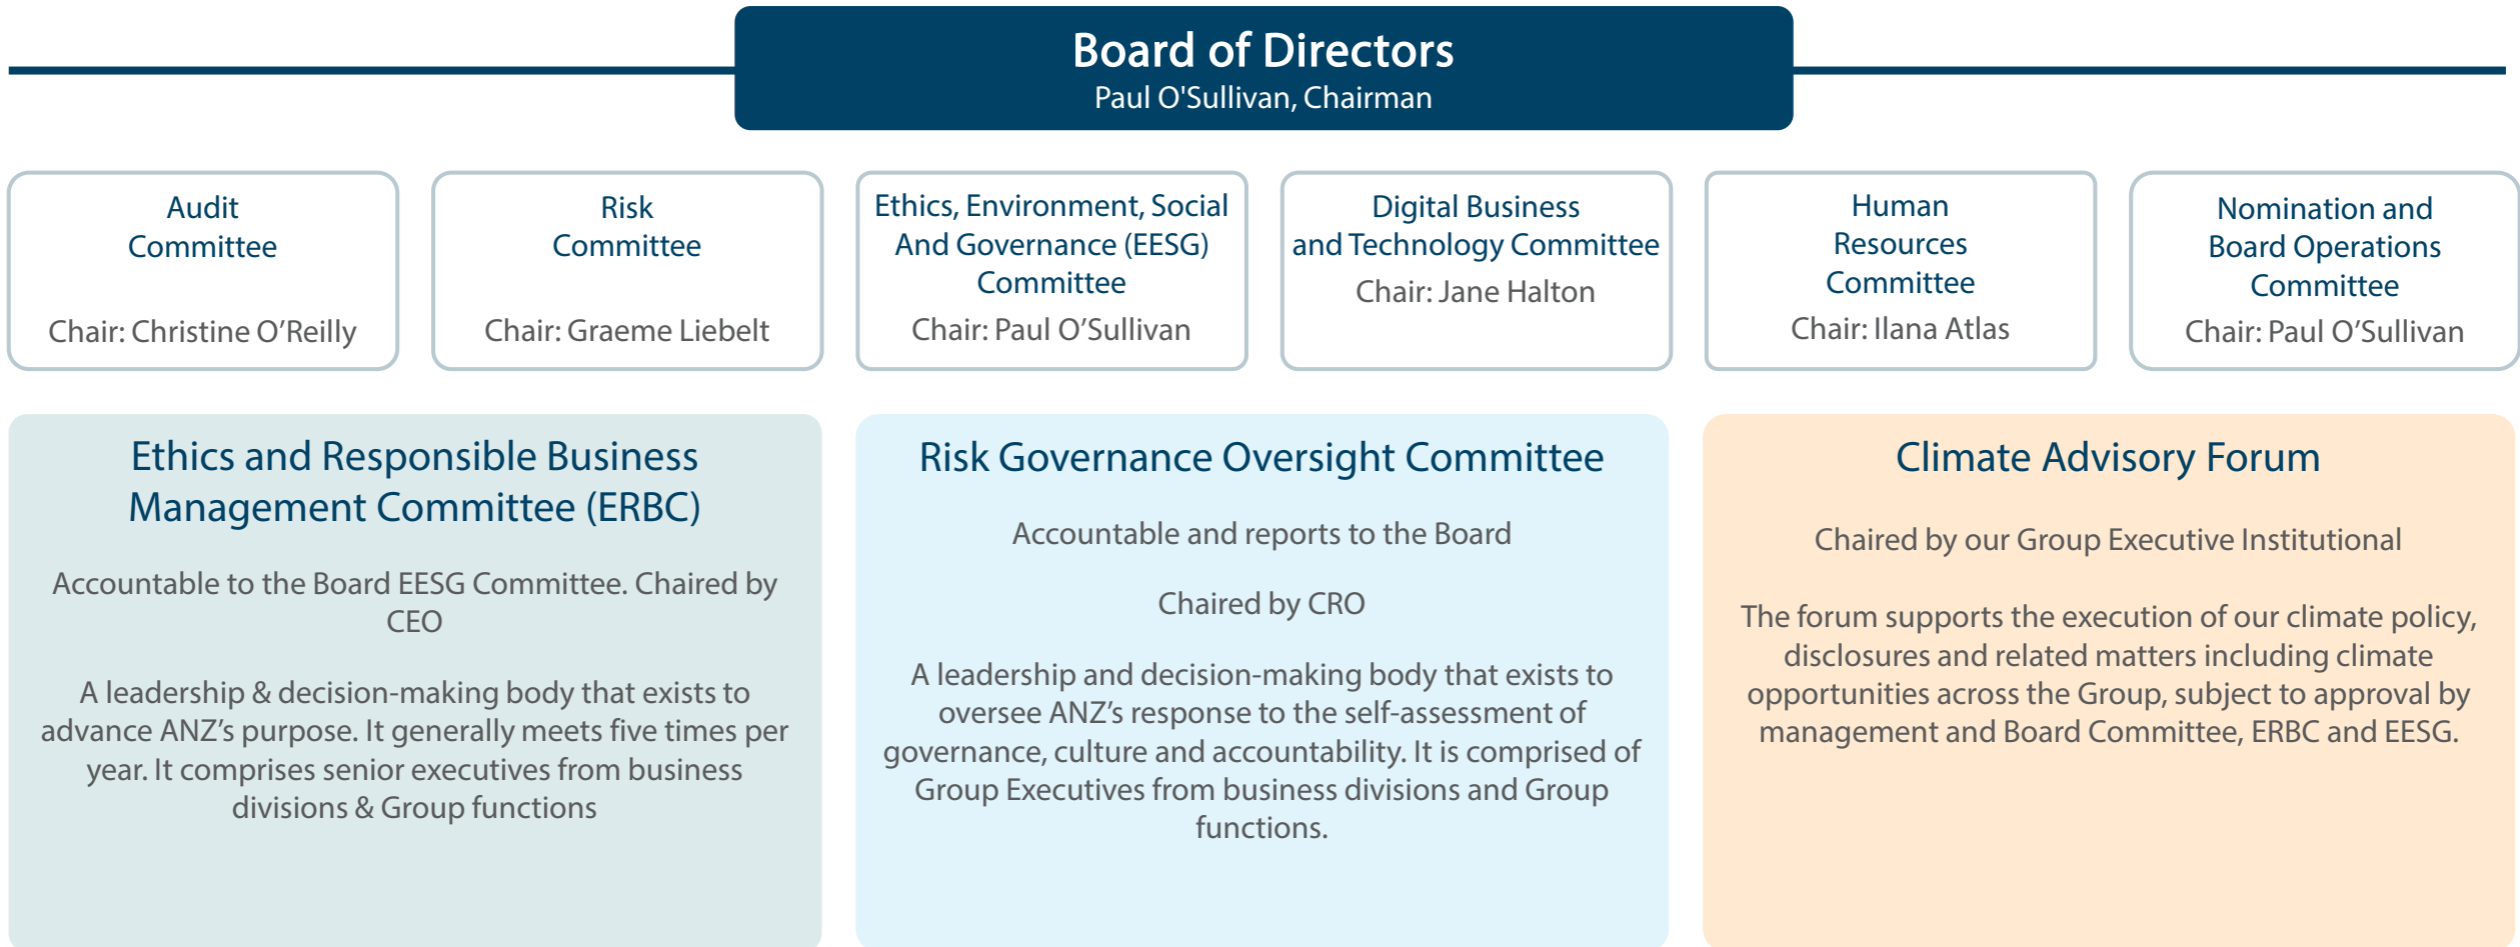 Board of Directors
Paul O'Sullivan, Chairman
Audit
Committee
Chair: Christine O’Reilly
Risk
Committee
Chair: Graeme Liebelt
Ethics, Environment, Social
And Governance (EESG)
Committee
Chair: Paul O’Sullivan
Digital Business
and Technology Committee
Chair: Jane Halton
Human
Resources
Committee
Chair: Ilana Atlas
Nomination and
Board Operations
Committee
Chair: Paul O’Sullivan
Ethics and Responsible Business
Management Committee (ERBC)
Accountable to the Board EESG Committee. Chaired by
CEO
A leadership & decision-making body that exists to
advance ANZ’s purpose. It generally meets five times per
year. It comprises senior executives from business
divisions & Group functions
Risk Governance Oversight Committee
Accountable and reports to the Board
Chaired by CRO
A leadership and decision-making body that exists to
oversee ANZ’s response to the self-assessment of
governance, culture and accountability. It is comprised of
Group Executives from business divisions and Group
functions.
Climate Advisory Forum
Chaired by our Group Executive Institutional
The forum supports the execution of our climate policy,
disclosures and related matters including climate
opportunities across the Group, subject to approval by
management and Board Committee, ERBC and EESG.